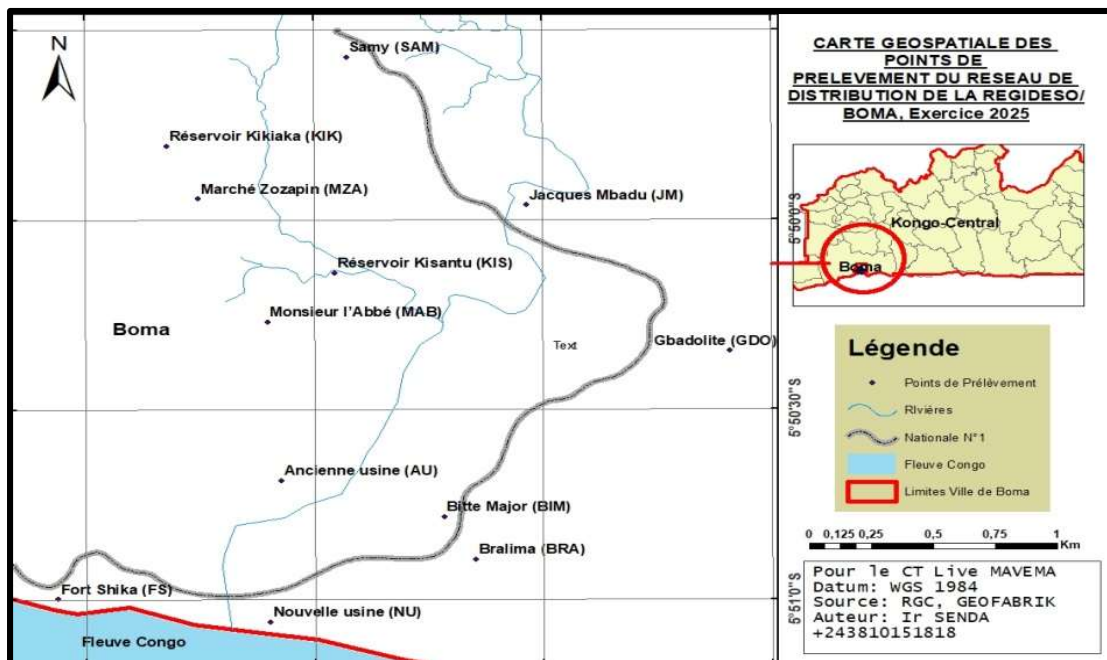 N
Samy (SAM)
Réservoir Kikiaka (KIK)
Marché Zozapin (MZA)
Jacques Mbadu (JM)
Réservoir Kisantu (KIS)
Monsieur l'Abbé (MAB)
Boma
Text
Gbadolite (GDO)
Ancienne usine (AU)
Bitte Major (BIM)
Bralima (BRA)
Fort Shika (FS)
Nouvelle usine (NU)
Fleuve Congo
5°50'0"S
5°50'30"S
5°51'0"S
CARTE GEOSPATIALE DES
POINTS DE
PRELEVEMENT DU RESEAU DE
DISTRIBUTION DE LA REGIDESO/
BOMA, Exercice 2025
Kongo-Central
Boma
Légende
Points de Prélèvement
RIviéres
Nationale N°1
Fleuve Congo
Limites Ville de Boma
0 0,125 0,25 0,5 0,75 1
Km
Pour le CT Live MAVEMA
Datum: WGS 1984
Source: RGC, GEOFABRIK
Auteur: Ir SENDA
+243810151818